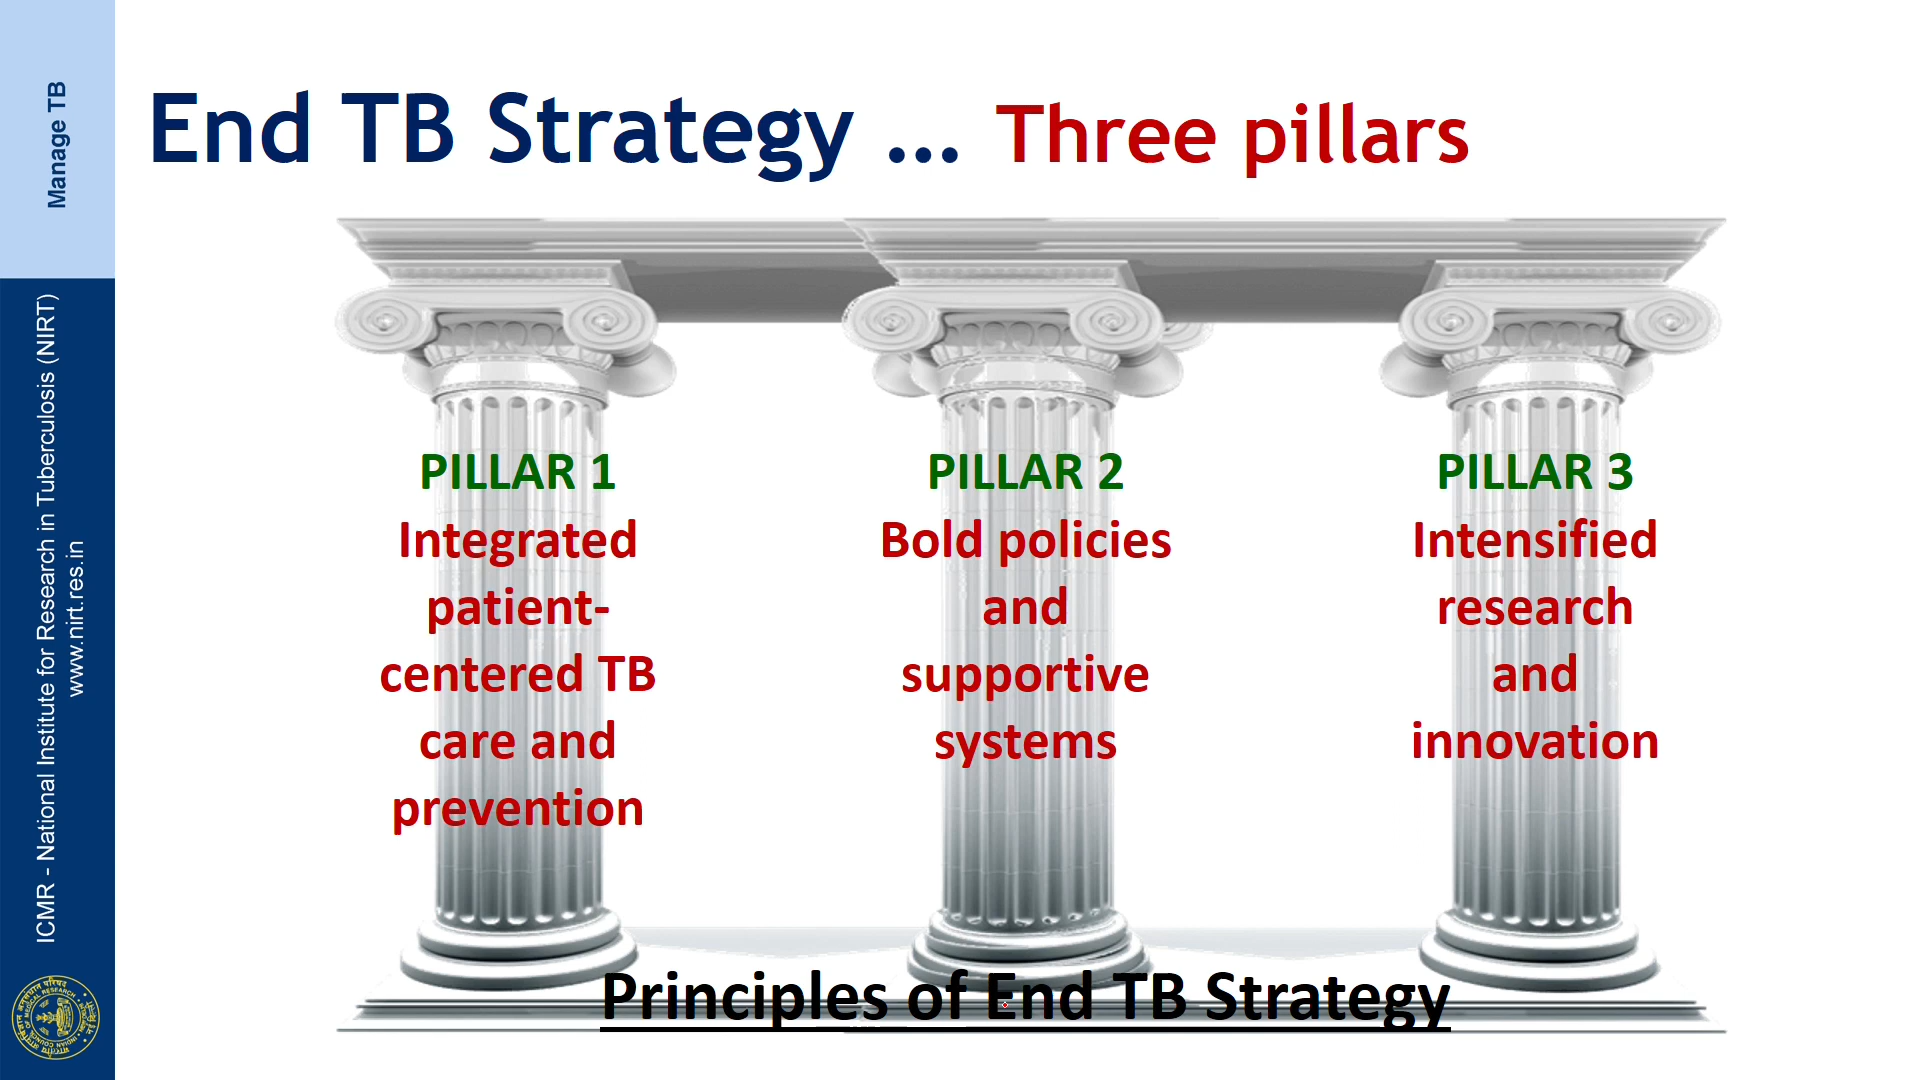 Manage TB
ICMR - National Institute for Research in Tuberculosis (NIRT)
www.nirt.res.in
End TB Strategy ... Three pillars
PILLAR 1
Integrated
patient-
centered TB
care and
prevention
PILLAR 2
Bold policies
and
supportive
systems
PILLAR 3
Intensified
research
and
innovation
Principles of End TB Strategy